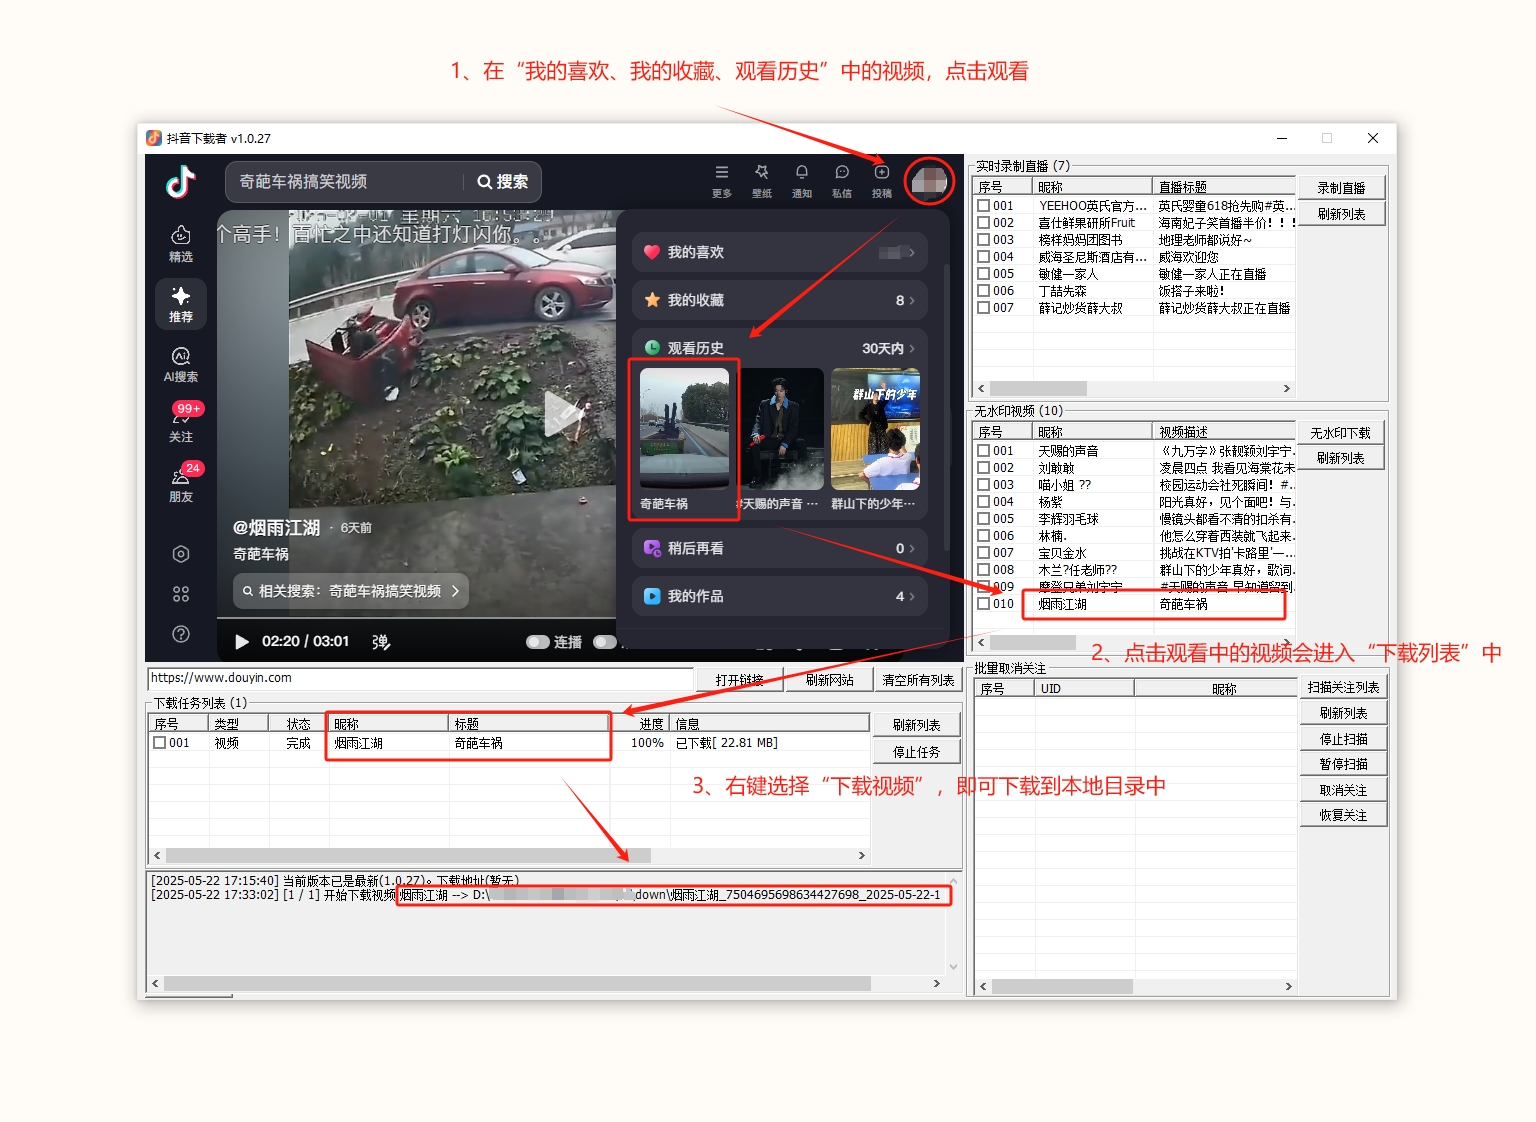 1、在“我的喜欢、我的收藏、观看历史”中的视频，点击观看
抖音下载者 v1.0.27
奇葩车祸搞笑视频
搜索
更多
壁纸
通知
私信
投稿
精选
推荐
AI搜索
99+
关注
24
朋友
个高手！百忙之中还知道打灯闪你。。
@烟雨江湖 · 6天前
奇葩车祸
相关搜索：奇葩车祸搞笑视频
02:20 / 03:01
弹
连播
我的喜欢
我的收藏 8
观看历史 30天内
群山下的少年
奇葩车祸
#天赐的声音 ···
群山下的少年···
稍后再看 0
我的作品 4
实时录制直播 (7)
序号 昵称 直播标题
001 YEEHOO英氏官方... 英氏婴童618抢先购#英...
002 喜仕鲜果研所Fruit 海南妃子笑首播半价！！！
003 榜样妈妈团图书 地理老师都说好~
004 威海圣尼斯酒店有... 威海欢迎您
005 敏健一家人 敏健一家人正在直播
006 丁喆先森 饭搭子来啦！
007 薛记炒货薛大叔 薛记炒货薛大叔正在直播
录制直播
刷新列表
无水印视频 (10)
序号 昵称 视频描述
001 天赐的声音 《九万字》张靓颖刘宇宁.
002 刘敢敢 凌晨四点 我看见海棠花未
003 喵小姐 ?? 校园运动会社死瞬间！#..
004 杨紫 阳光真好，见个面吧！与.
005 李辉羽毛球 慢镜头都看不清的扣杀有.
006 林楠. 他怎么穿着西装就飞起来.
007 宝贝金水 挑战在KTV拍'卡路里'—...
008 木兰?任老师?? 群山下的少年真好，歌词.
009 摩登兄弟刘宇宁 #天赐的声音 早知道留到
010 烟雨江湖 奇葩车祸
无水印下载
刷新列表
2、点击观看中的视频会进入“下载列表”中
https://www.douyin.com
打开链接
刷新网站
清空所有列表
下载任务列表 (1)
序号 类型 状态 昵称 标题 进度 信息
001 视频 完成 烟雨江湖 奇葩车祸 100% 已下载[ 22.81 MB]
刷新列表
停止任务
3、右键选择“下载视频”，即可下载到本地目录中
[2025-05-22 17:15:40] 当前版本已是最新(1.0.27)。下载地址(暂无)
[2025-05-22 17:33:02] [1 / 1] 开始下载视频 烟雨江湖 --> D:\ down\烟雨江湖_7504695698634427698_2025-05-22-1
批量取消关注
序号 UID 昵称
扫描关注列表
刷新列表
停止扫描
暂停扫描
取消关注
恢复关注